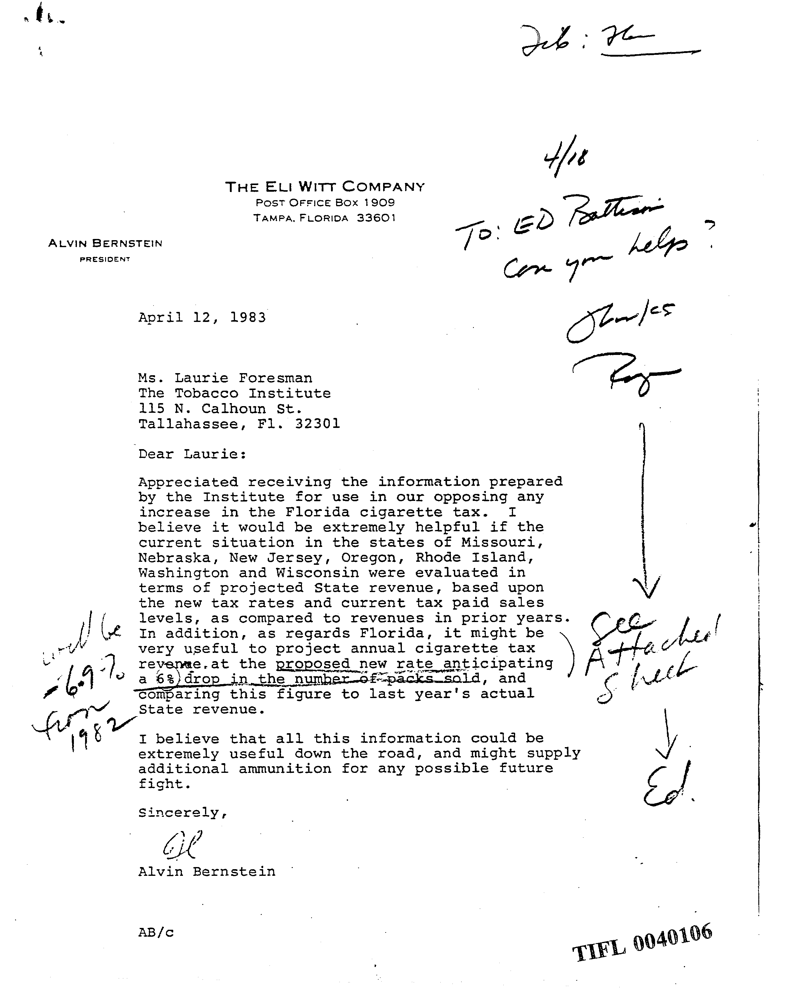 4/18
To: ED Battison
Can you help?
Thanks
THE ELI WITT COMPANY
POST OFFICE BOX 1909
TAMPA, FLORIDA 33601
ALVIN BERNSTEIN
PRESIDENT
April 12, 1983
Ms. Laurie Foresman
The Tobacco Institute
115 N. Calhoun St.
Tallahassee, Fl. 32301
Dear Laurie:
Appreciated receiving the information prepared
by the Institute for use in our opposing any
increase in the Florida cigarette tax. I
believe it would be extremely helpful if the
current situation in the states of Missouri,
Nebraska, New Jersey, Oregon, Rhode Island,
Washington and Wisconsin were evaluated in
terms of projected State revenue, based upon
the new tax rates and current tax paid sales
levels, as compared to revenues in prior years.
In addition, as regards Florida, it might be
very useful to project annual cigarette tax
revenue.at the proposed new rate anticipating
a 6%) drop in the number of packs sold, and
comparing this figure to last year's actual
State revenue.
would be
-6.9%
from
1982
See
Attached
Sheet
Ed.
I believe that all this information could be
extremely useful down the road, and might supply
additional ammunition for any possible future
fight.
Sincerely,
Al
Alvin Bernstein
AB/c
TIFL 0040106